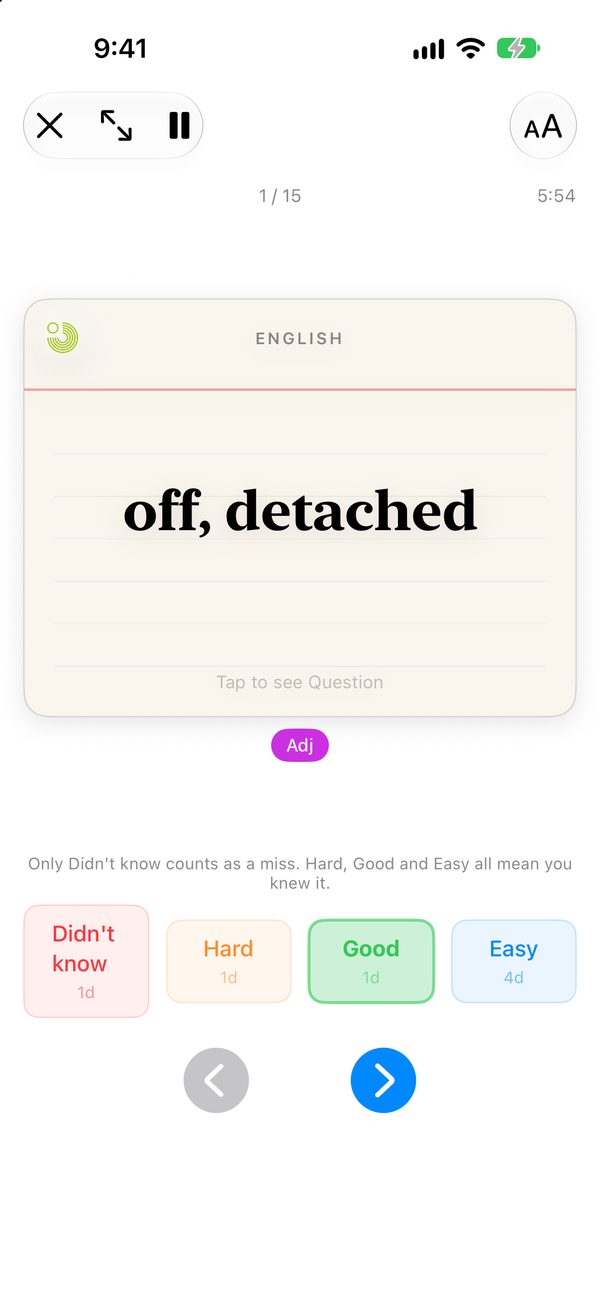 9:41
AA
1 / 15
5:54
ENGLISH
off, detached
Tap to see Question
Adj
Only Didn't know counts as a miss. Hard, Good and Easy all mean you
knew it.
Didn't
know
1d
Hard
1d
Good
1d
Easy
4d